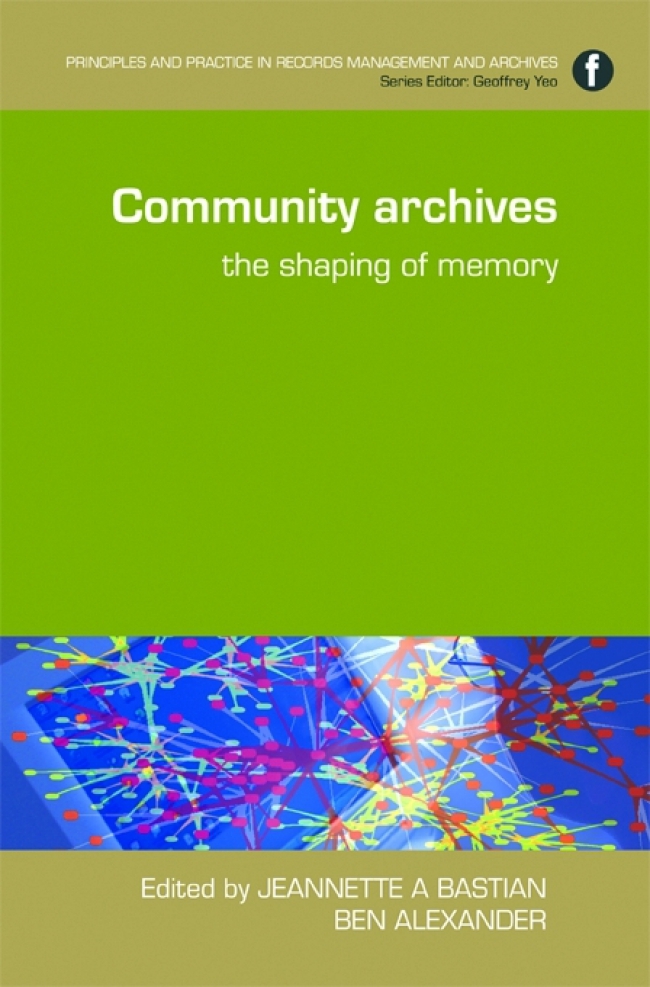 PRINCIPLES AND PRACTICE IN RECORDS MANAGEMENT AND ARCHIVES
Series Editor: Geoffrey Yeo
f
Community archives
the shaping of memory
Edited by JEANNETTE A BASTIAN
BEN ALEXANDER